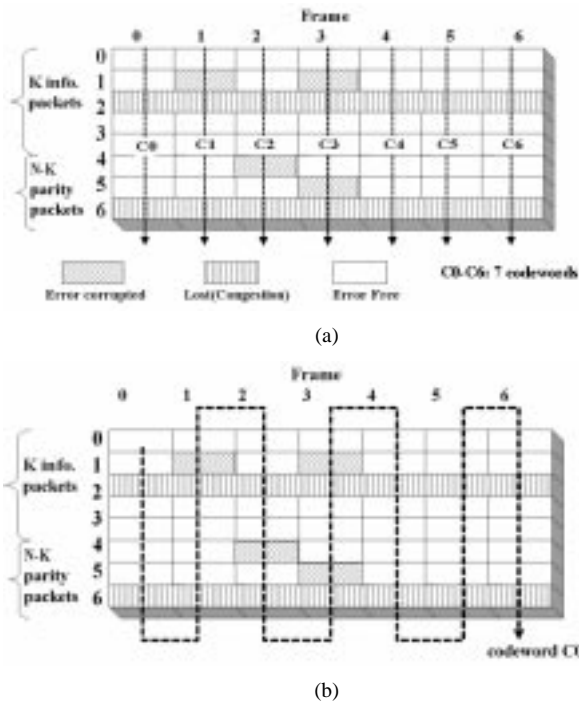 Frame
0 1 2 3 4 5 6
0
K info.
packets
1
2
3
C0 C1 C2 C3 C4 C5 C6
N-K
parity
packets
4
5
6
C0-C6: 7 codewords
Error corrupted
Lost(Congestion)
Error Free
(a)
Frame
0 1 2 3 4 5 6
0
K info.
packets
1
2
3
N-K
parity
packets
4
5
6
codeword C0
(b)